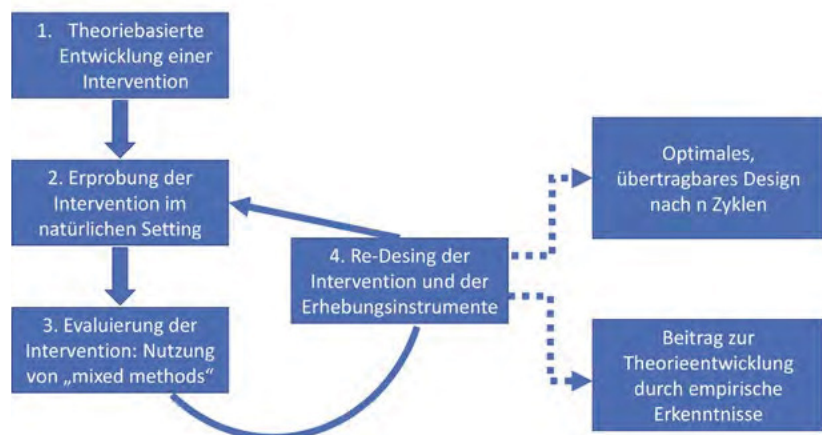 1. Theoriebasierte
Entwicklung einer
Intervention
2. Erprobung der
Intervention im
natürlichen Setting
3. Evaluierung der
Intervention: Nutzung
von „mixed methods“
4. Re-Desing der
Intervention und der
Erhebungsinstrumente
Optimales,
übertragbares Design
nach n Zyklen
Beitrag zur
Theorieentwicklung
durch empirische
Erkenntnisse